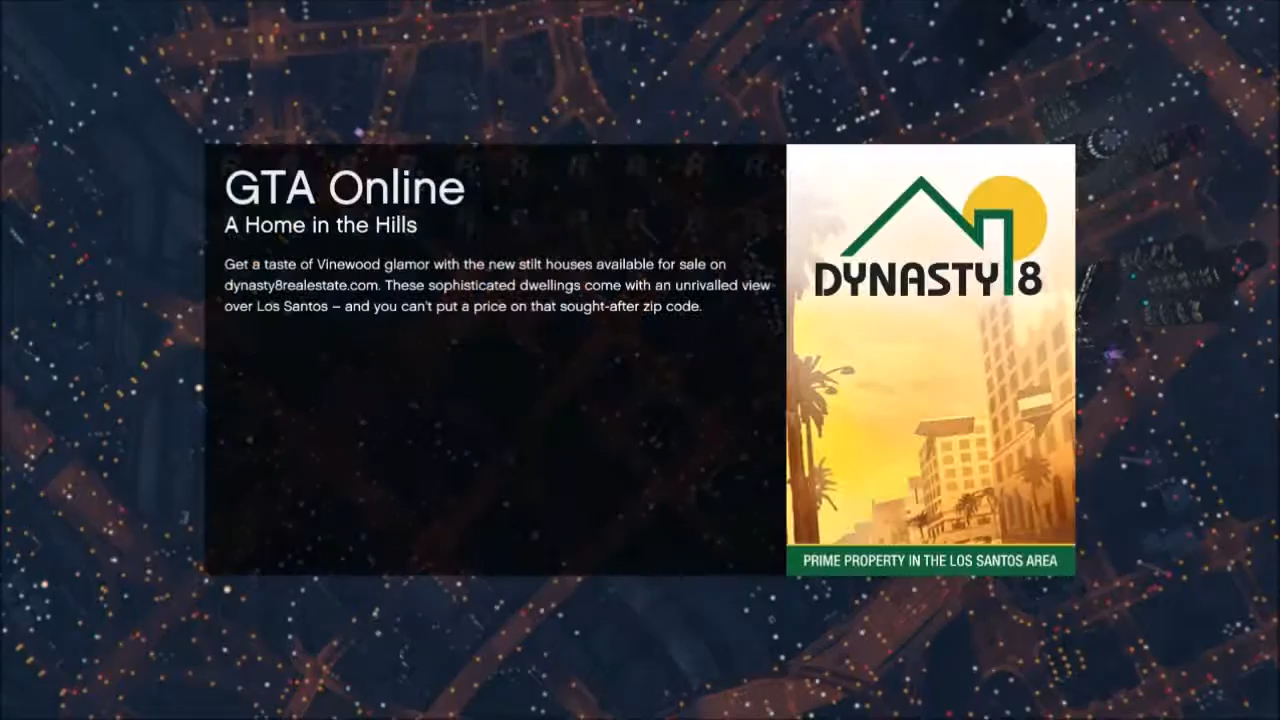 GTA Online
A Home in the Hills
Get a taste of Vinewood glamor with the new stilt houses available for sale on
dynasty8realestate.com. These sophisticated dwellings come with an unrivalled view
over Los Santos – and you can't put a price on that sought-after zip code.
DYNASTY 8
PRIME PROPERTY IN THE LOS SANTOS AREA